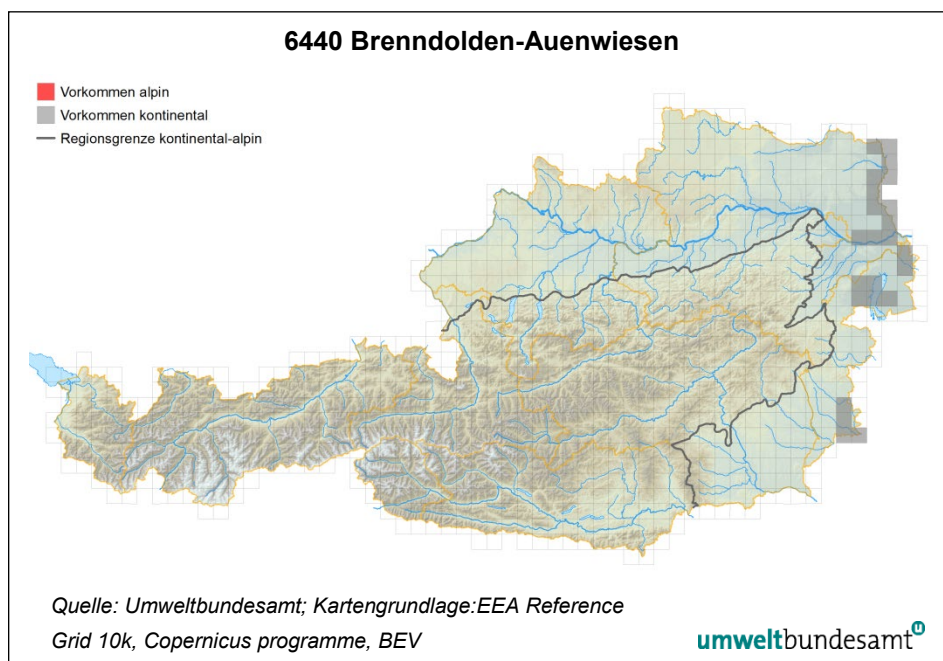 6440 Brenndolden-Auenwiesen
Vorkommen alpin
Vorkommen kontinental
Regionsgrenze kontinental-alpin
Quelle: Umweltbundesamt; Kartengrundlage:EEA Reference
Grid 10k, Copernicus programme, BEV
umweltbundesamt u